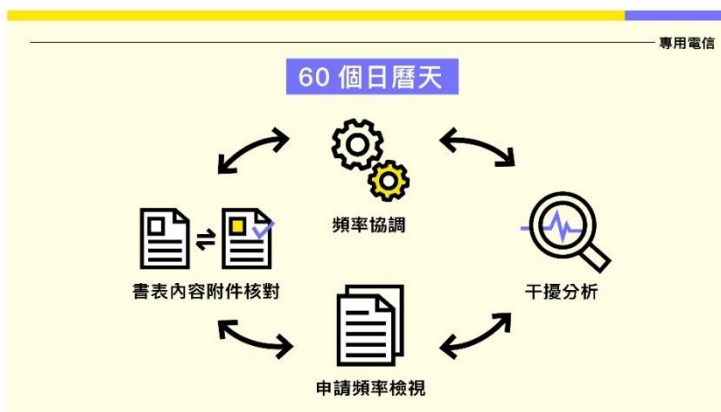 專用電信
60 個日曆天
頻率協調
書表內容附件核對
干擾分析
申請頻率檢視